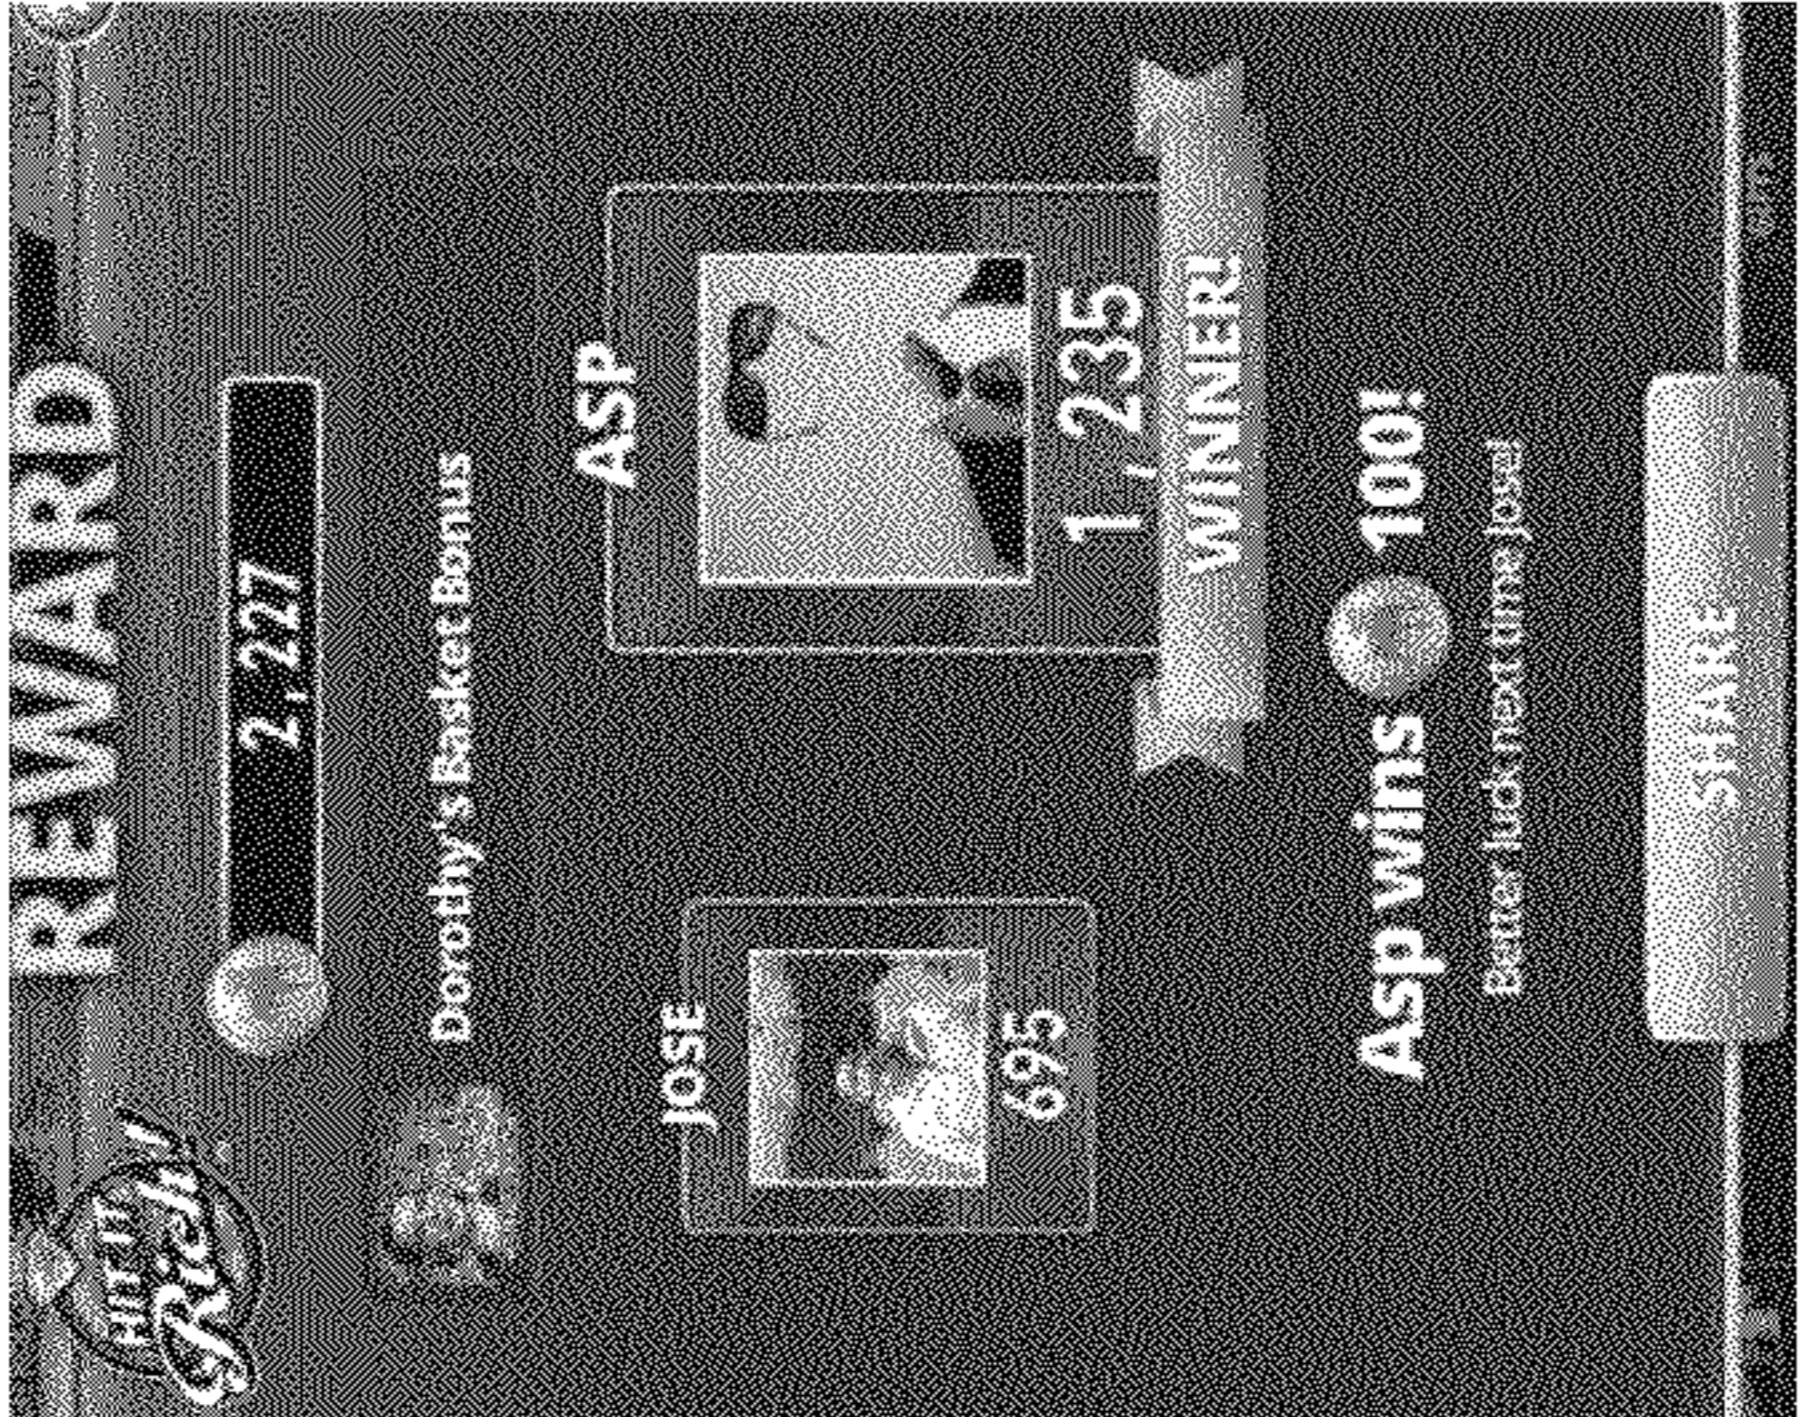 REWARD
HIT IT
Rich!
2,227
Dorothy's Basket Bonus
JOSE
695
ASP
1,235
WINNER!
Asp wins 100!
Better luck next time Jose!
SHARE